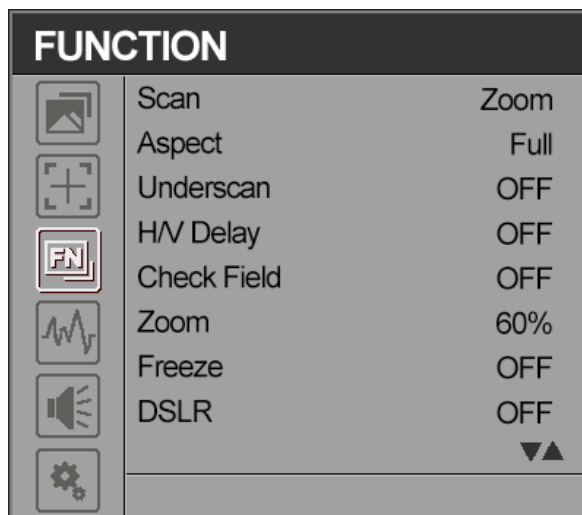 FUNCTION
Scan Zoom
Aspect Full
Underscan OFF
H/V Delay OFF
FN
Check Field OFF
Zoom 60%
Freeze OFF
DSLR OFF